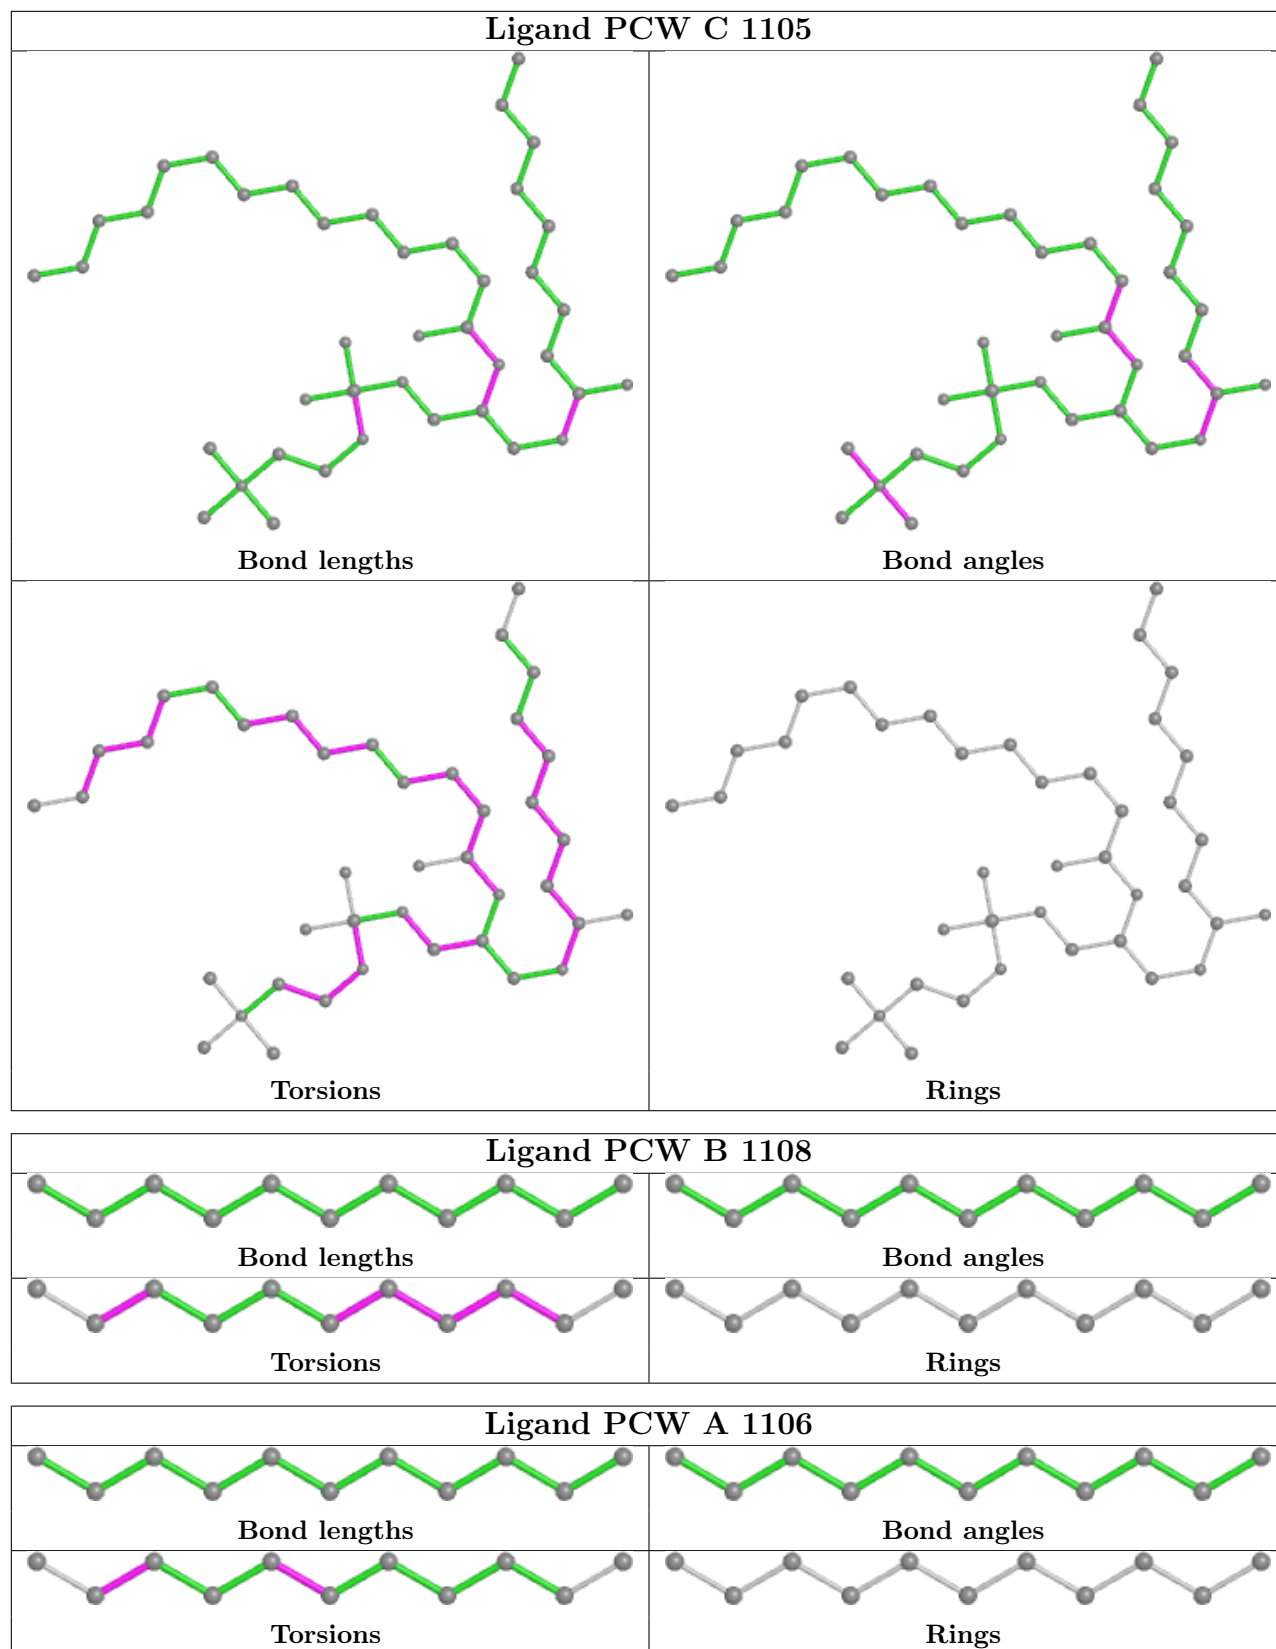 Ligand PCW C 1105
Bond lengths
Bond angles
Torsions
Rings
Ligand PCW B 1108
Bond lengths
Bond angles
Torsions
Rings
Ligand PCW A 1106
Bond lengths
Bond angles
Torsions
Rings